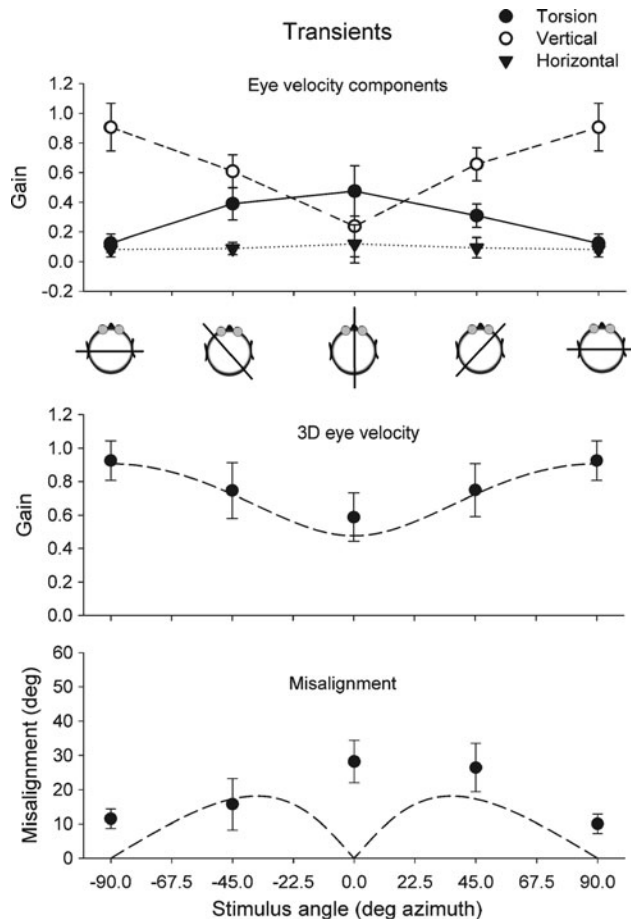 Transients
Torsion
Vertical
Horizontal
Eye velocity components
Gain
1.2
1.0
0.8
0.6
0.4
0.2
0.0
-0.2
3D eye velocity
Gain
1.2
1.0
0.8
0.6
0.4
0.2
0.0
Misalignment
Misalignment (deg)
60
50
40
30
20
10
0
-90.0 -67.5 -45.0 -22.5 0.0 22.5 45.0 67.5 90.0
Stimulus angle (deg azimuth)